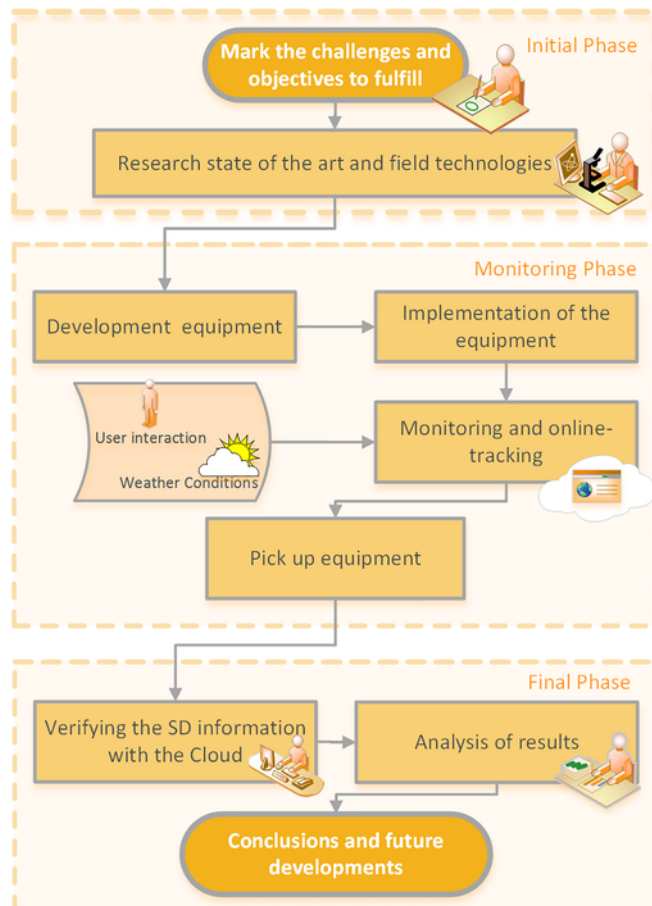 Initial Phase
Mark the challenges and
objectives to fulfill
Research state of the art and field technologies
Monitoring Phase
Development equipment
Implementation of the
equipment
User interaction
Weather Conditions
Monitoring and online-
tracking
Pick up equipment
Final Phase
Verifying the SD information
with the Cloud
Analysis of results
Conclusions and future
developments